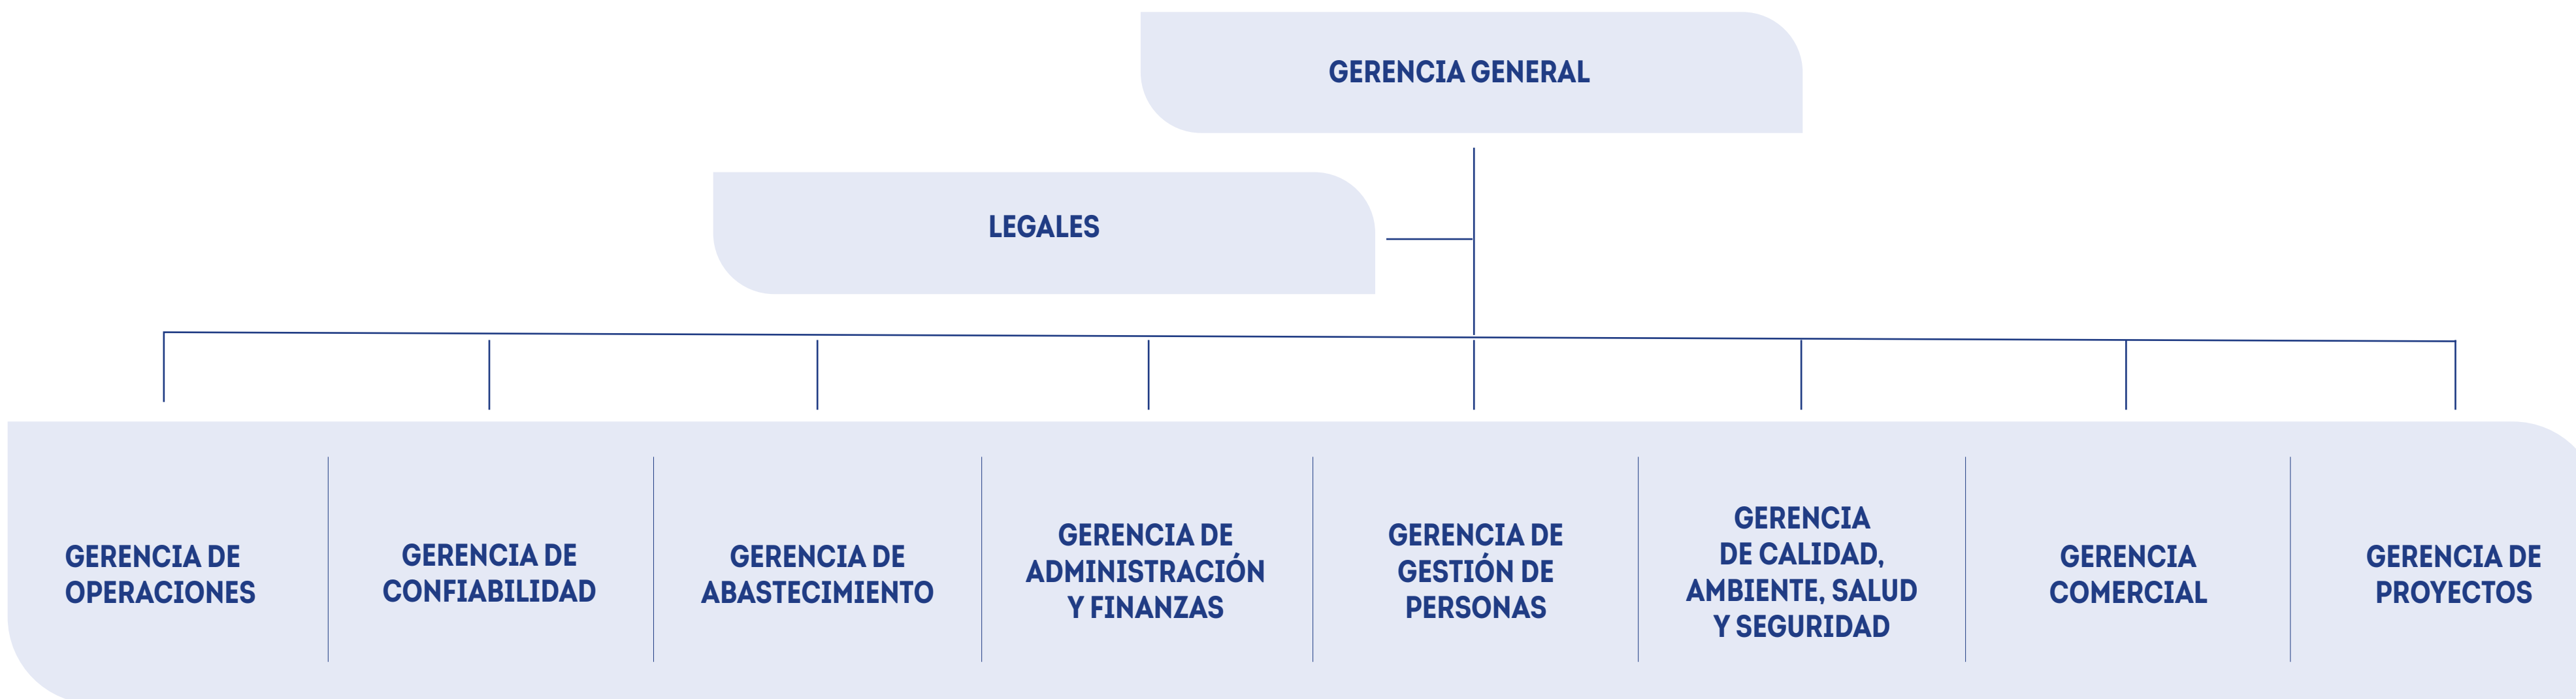 GERENCIA GENERAL
LEGALES
GERENCIA DE
OPERACIONES
GERENCIA DE
CONFIABILIDAD
GERENCIA DE
ABASTECIMIENTO
GERENCIA DE
ADMINISTRACIÓN
Y FINANZAS
GERENCIA DE
GESTIÓN DE
PERSONAS
GERENCIA
DE CALIDAD,
AMBIENTE, SALUD
Y SEGURIDAD
GERENCIA
COMERCIAL
GERENCIA DE
PROYECTOS